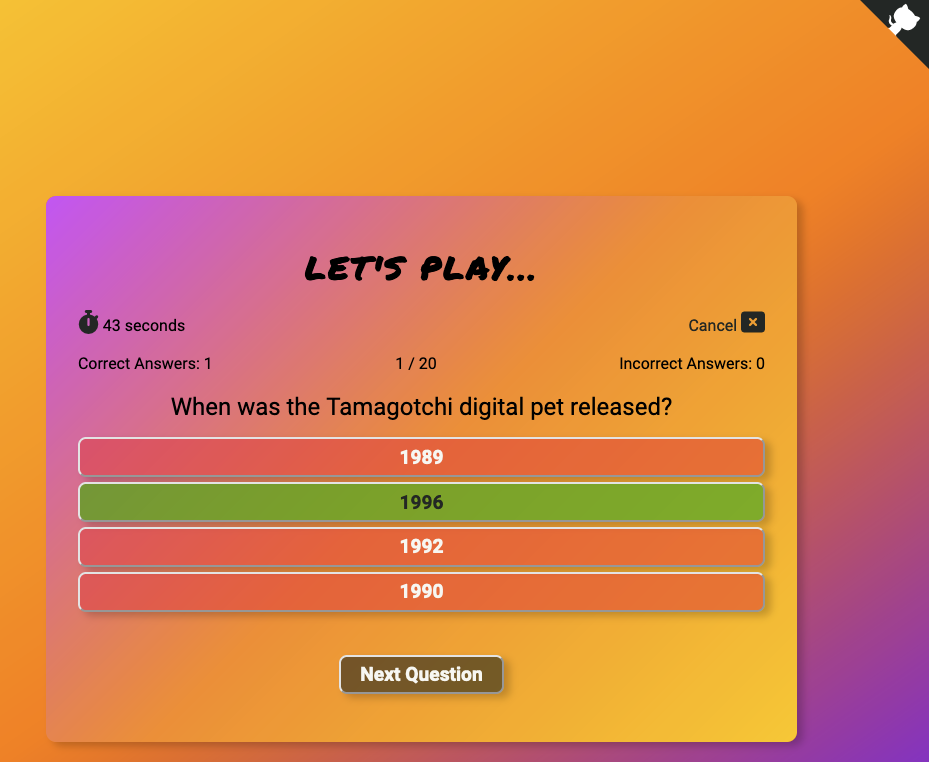 LET'S PLAY...
43 seconds
Cancel
Correct Answers: 1
1 / 20
Incorrect Answers: 0
When was the Tamagotchi digital pet released?
1989
1996
1992
1990
Next Question